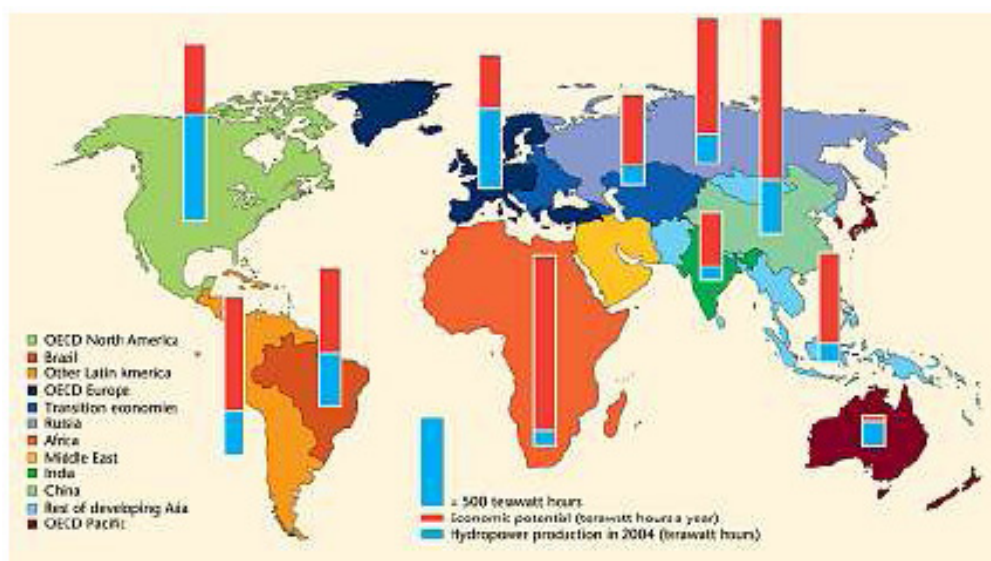 OECD North America
Brazil
Other Latin America
OECD Europe
Transition economies
Russia
Africa
Middle East
India
China
Rest of developing Asia
OECD Pacific
= 500 terawatt hours
Economic potential (terawatt hours a year)
Hydropower production in 2004 (terawatt hours)